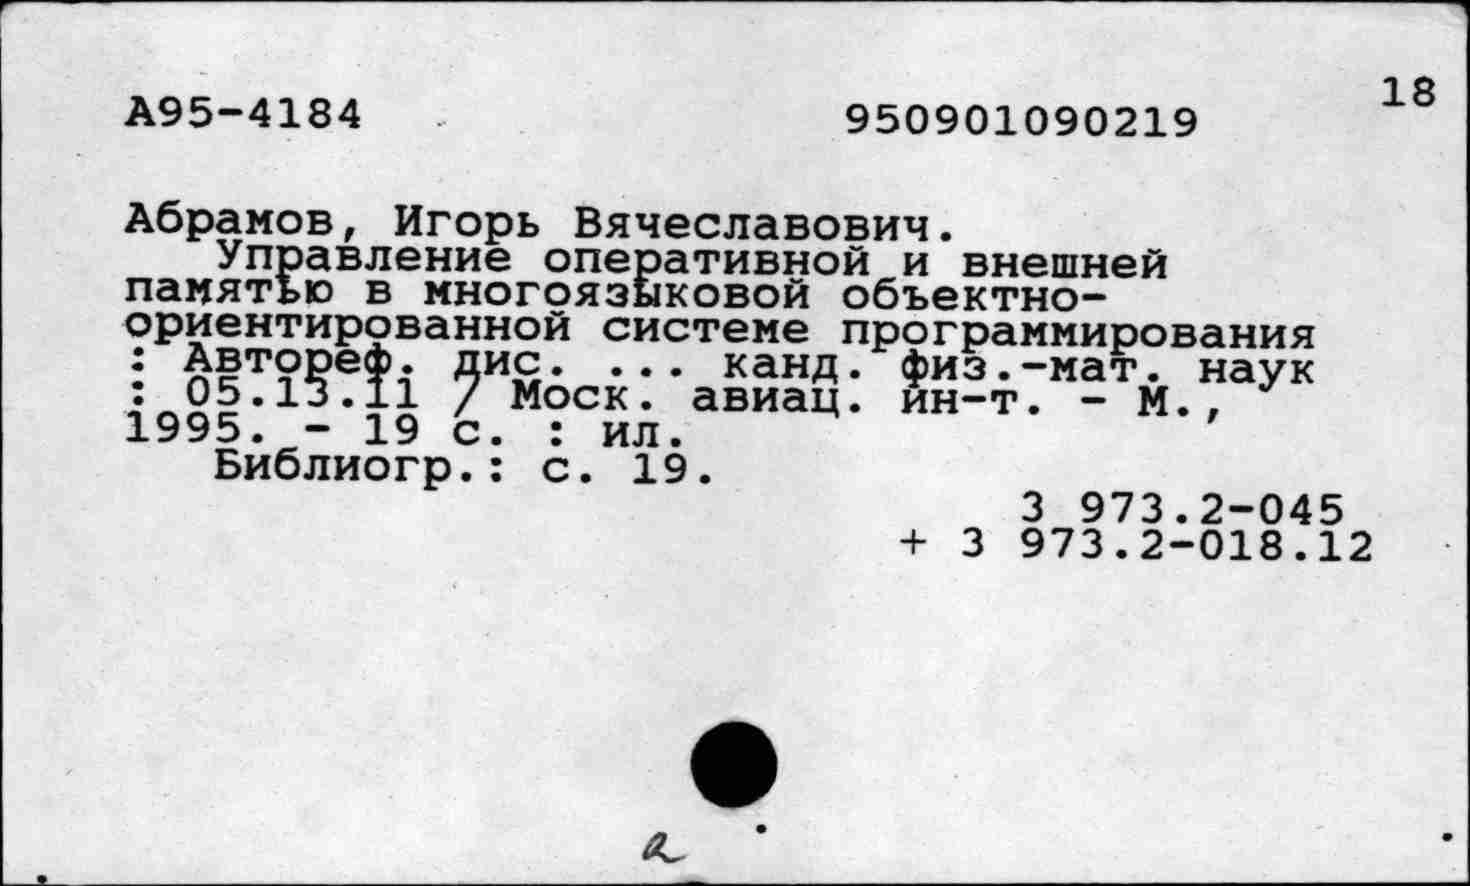 18
А95-4184 950901090219
Абрамов, Игорь Вячеславович.
Управление оперативной и внешней
памятью в многоязыковой объектно-
ориентированной системе программирования
: Автореф. дис. ... канд. физ.-мат. наук
: 05.13.11 / Моск. авиац. ин-т. - М.,
1995. - 19 с. : ил.
Библиогр.: с. 19.
3 973.2-045
+ 3 973.2-018.12